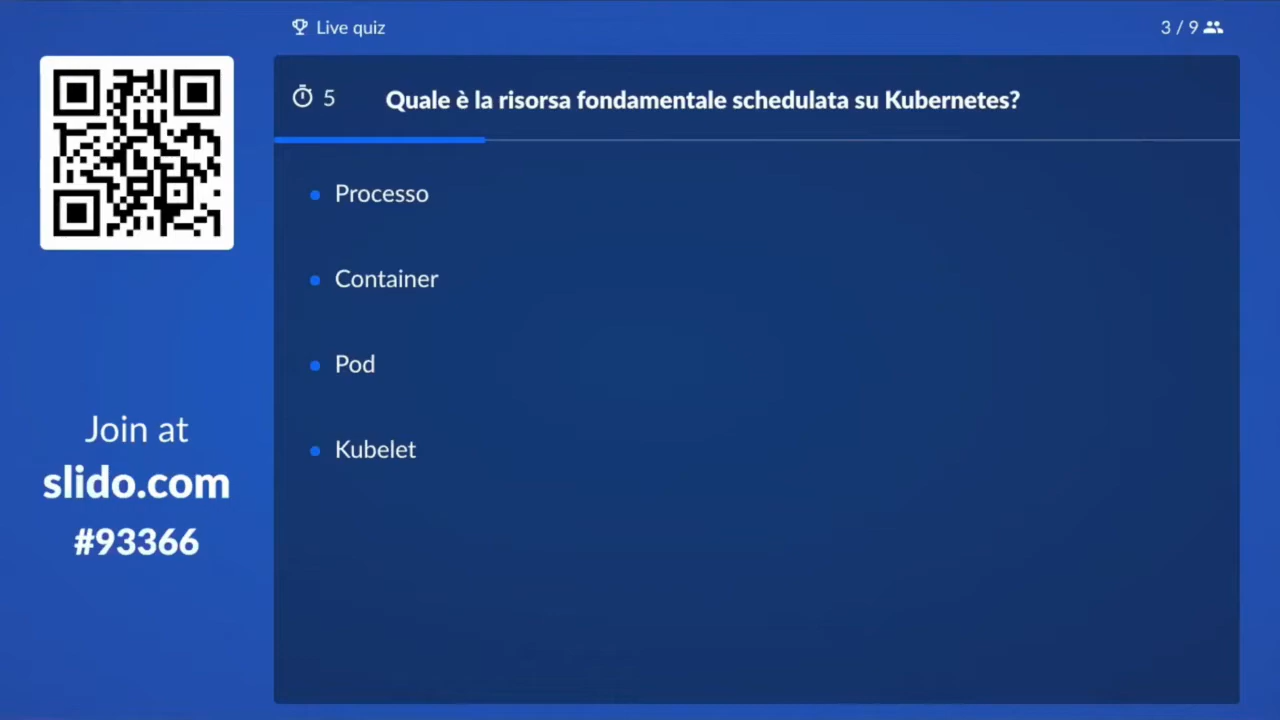 Live quiz
3 / 9
5
Quale è la risorsa fondamentale schedulata su Kubernetes?
Processo
Container
Pod
Kubelet
Join at
slido.com
#93366